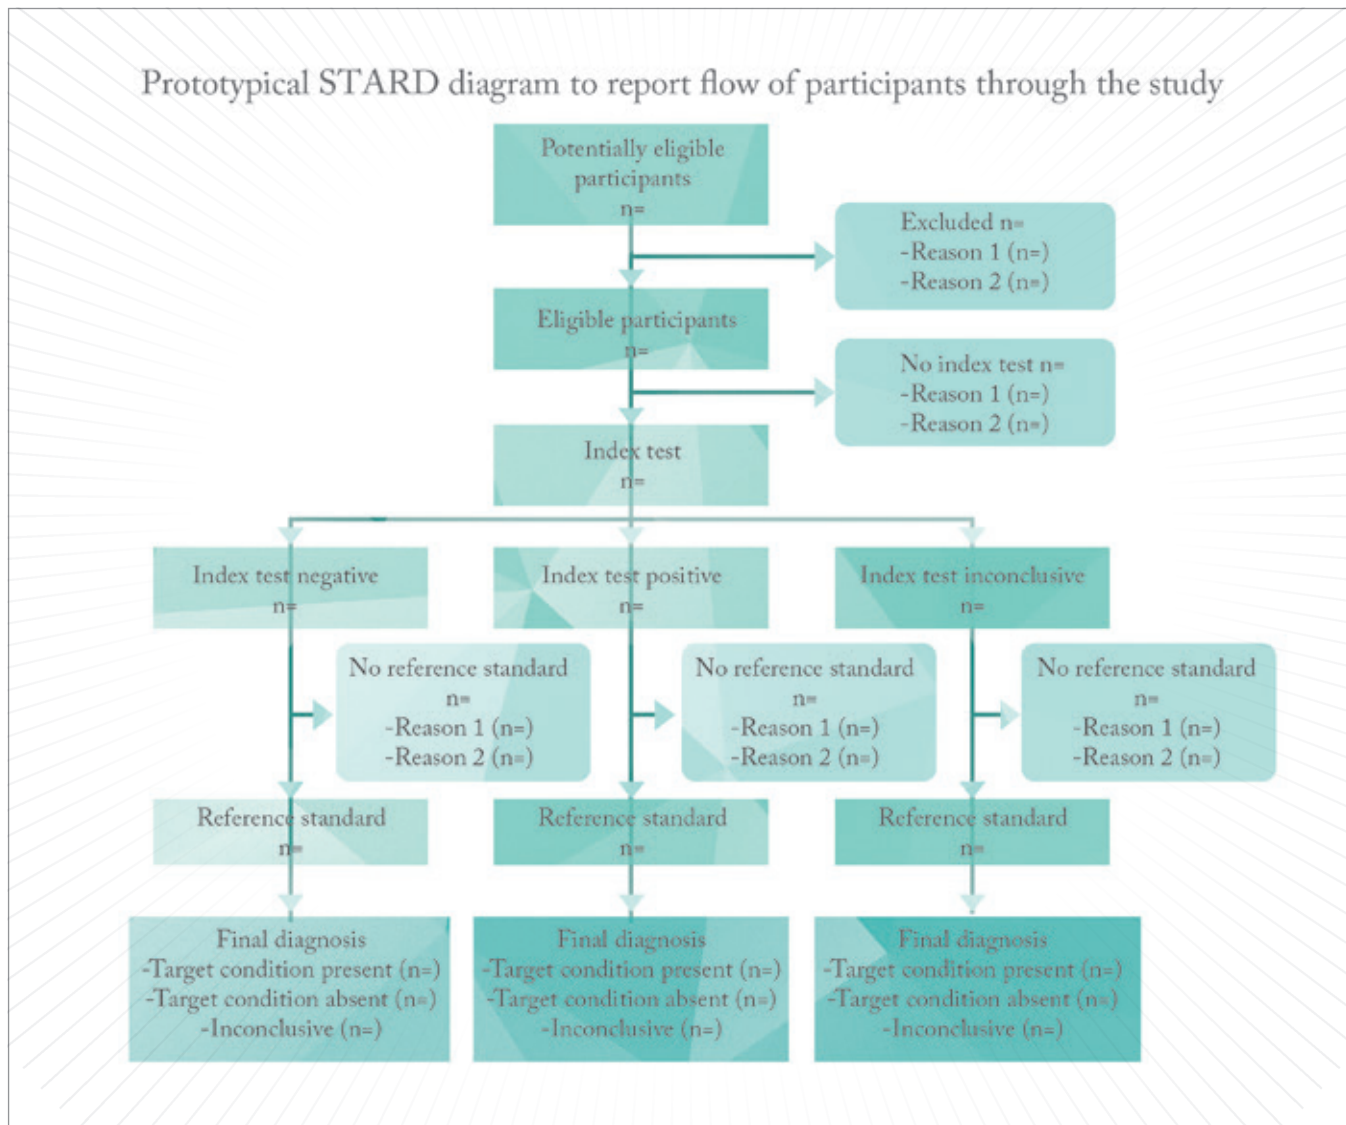 Prototypical STARD diagram to report flow of participants through the study
Potentially eligible
participants
n=
Excluded n=
-Reason 1 (n=)
-Reason 2 (n=)
Eligible participants
n=
No index test n=
-Reason 1 (n=)
-Reason 2 (n=)
Index test
n=
Index test negative
n=
Index test positive
n=
Index test inconclusive
n=
No reference standard
n=
-Reason 1 (n=)
-Reason 2 (n=)
No reference standard
n=
-Reason 1 (n=)
-Reason 2 (n=)
No reference standard
n=
-Reason 1 (n=)
-Reason 2 (n=)
Reference standard
n=
Reference standard
n=
Reference standard
n=
Final diagnosis
-Target condition present (n=)
-Target condition absent (n=)
-Inconclusive (n=)
Final diagnosis
-Target condition present (n=)
-Target condition absent (n=)
-Inconclusive (n=)
Final diagnosis
-Target condition present (n=)
-Target condition absent (n=)
-Inconclusive (n=)